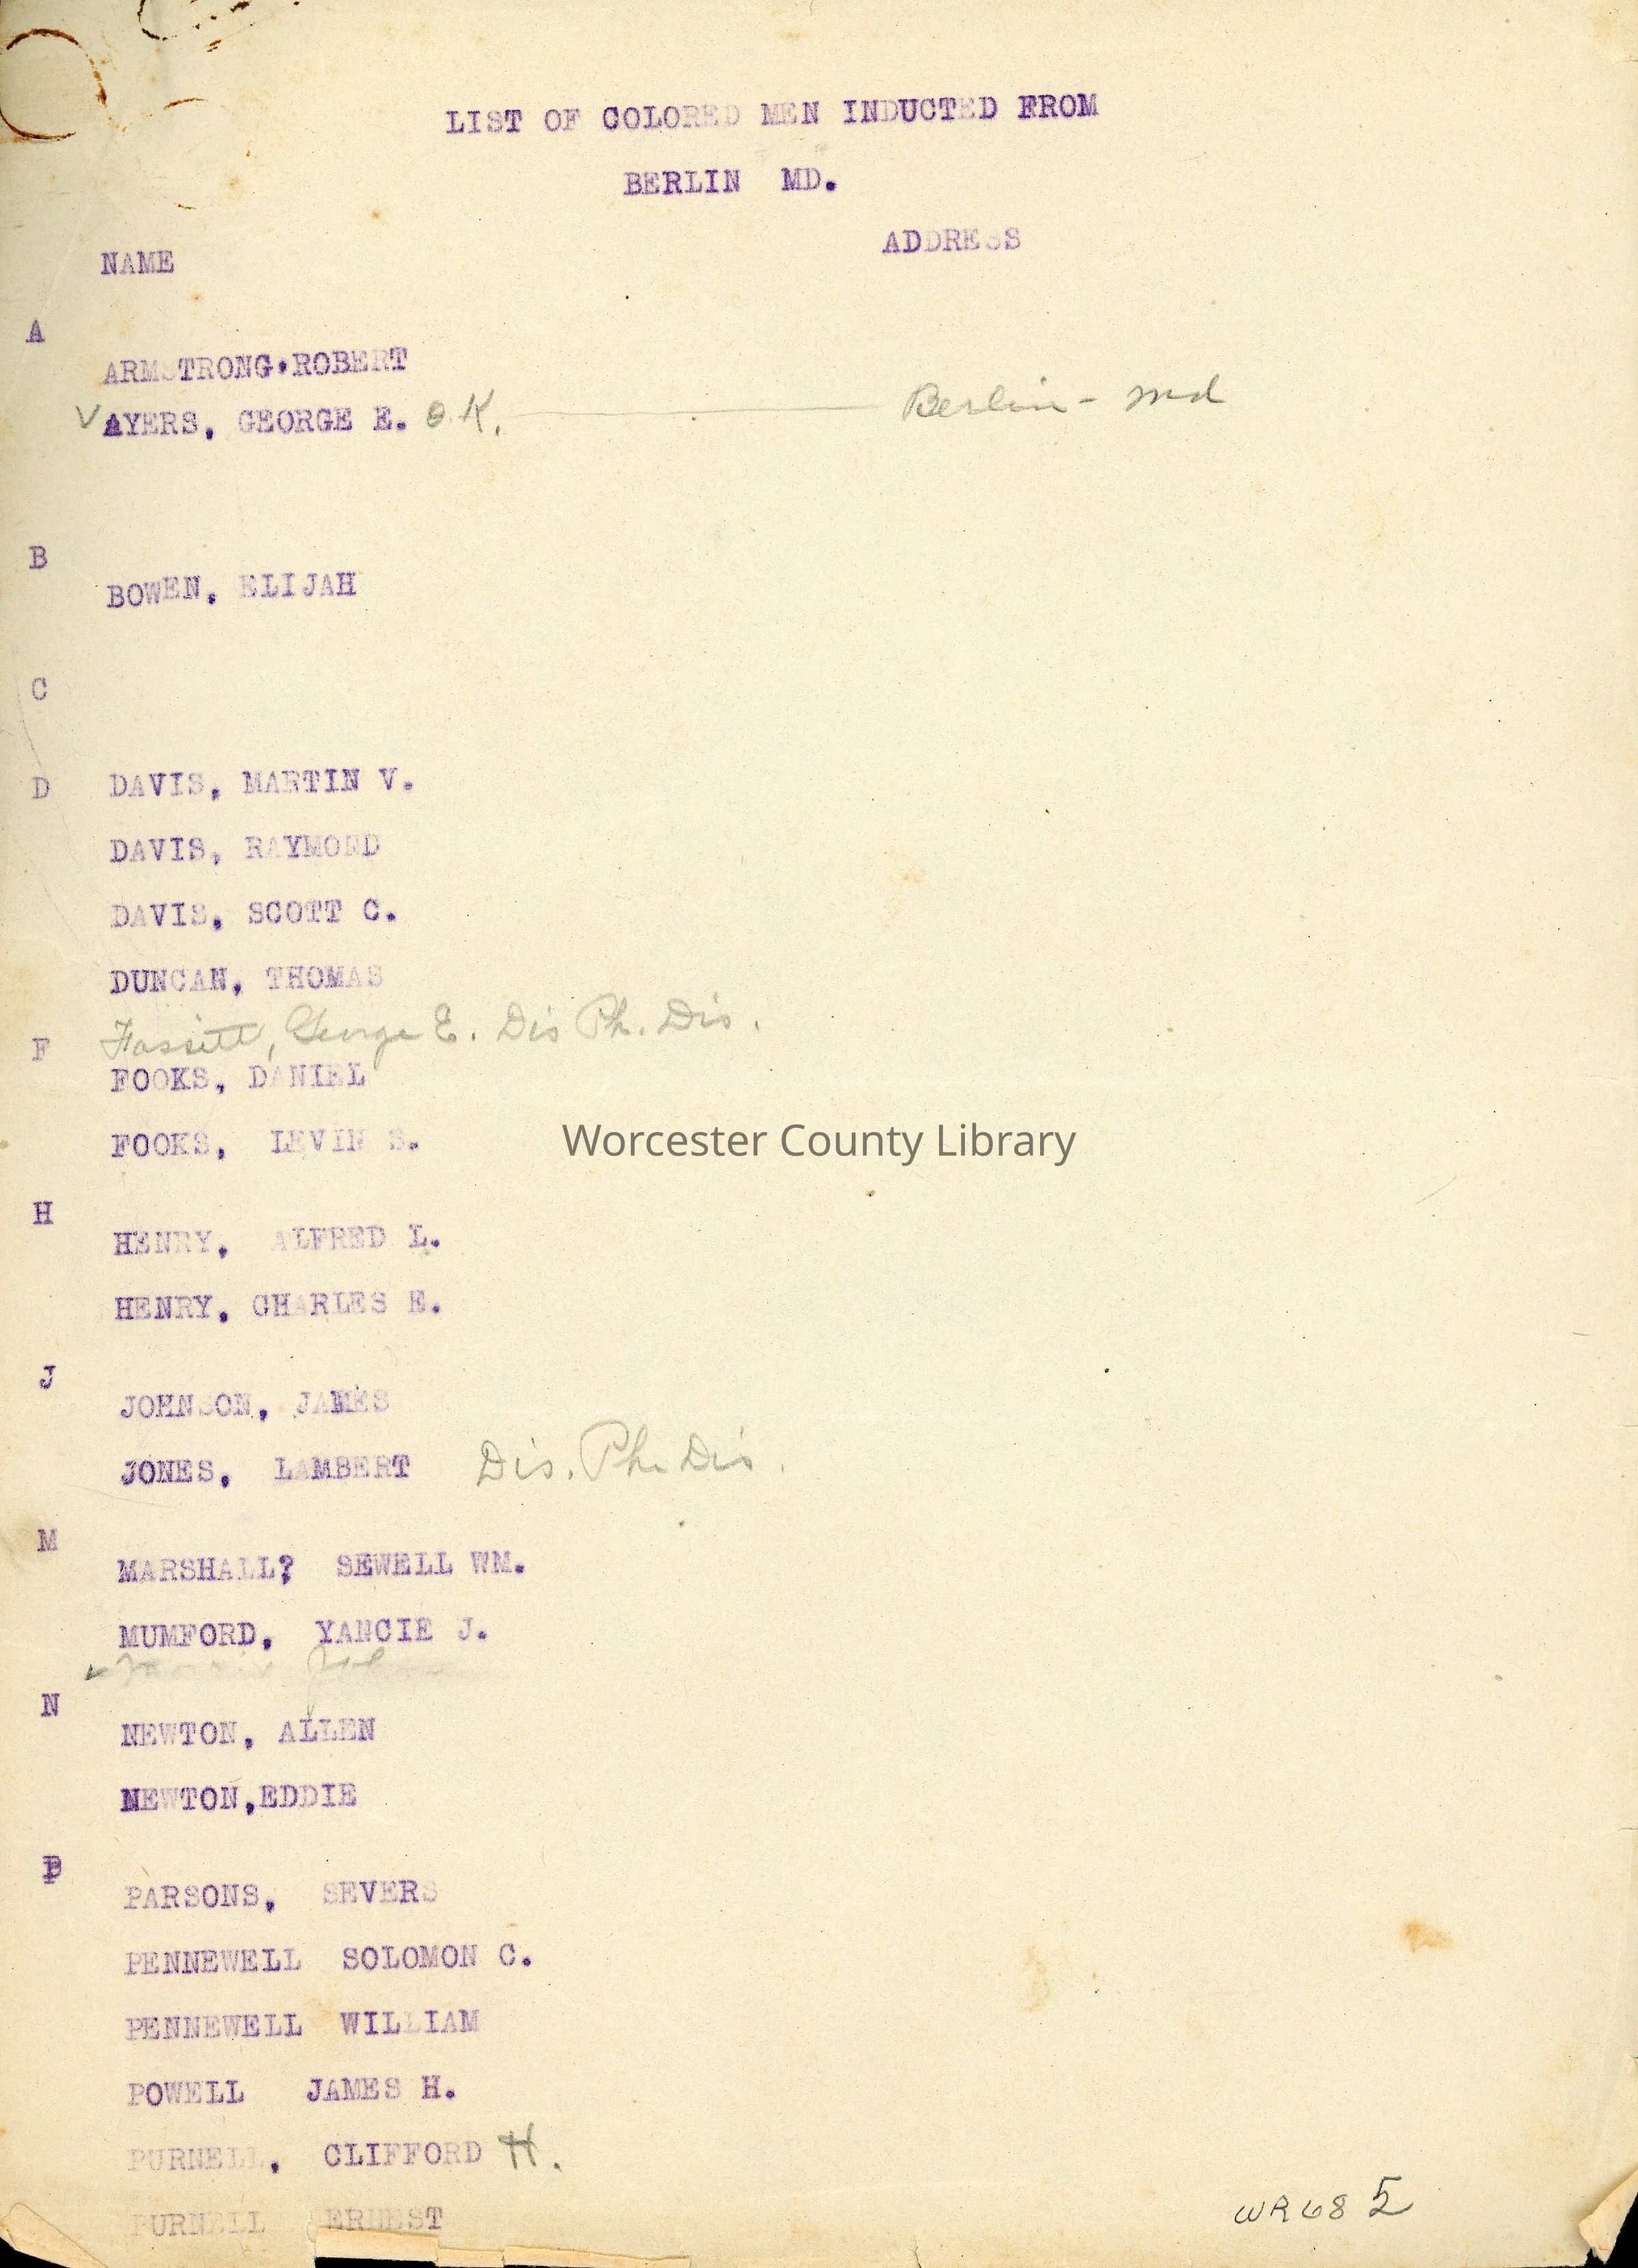 LIST OF COLORED MEN INDUCTED FROM
BERLIN MD.
ADDRESS
NAME
A
ARMSTRONG.ROBERT
✓AYERS, GEORGE E. O.K. Berlin - Md
B
BOWEN, ELIJAH
C
D DAVIS, MARTIN V.
DAVIS, RAYMOND
DAVIS, SCOTT C.
DUNCAN, THOMAS
F Fassitt, George E. Dis Ph. Dis.
FOOKS, DANIEL
FOOKS, LEVIN S.
Worcester County Library
H
HENRY, ALFRED L.
HENRY, CHARLES E.
J
JOHNSON, JAMES
JONES, LAMBERT Dis. Ph. Dis.
M
MARSHALL? SEWELL WM.
MUMFORD, YANCIE J.
✓ John
N
NEWTON, ALLEN
NEWTON,EDDIE
P
PARSONS, SEVERS
PENNEWELL SOLOMON C.
PENNEWELL WILLIAM
POWELL JAMES H.
PURNELL, CLIFFORD H.
PURNELL ERNEST
WR68 5